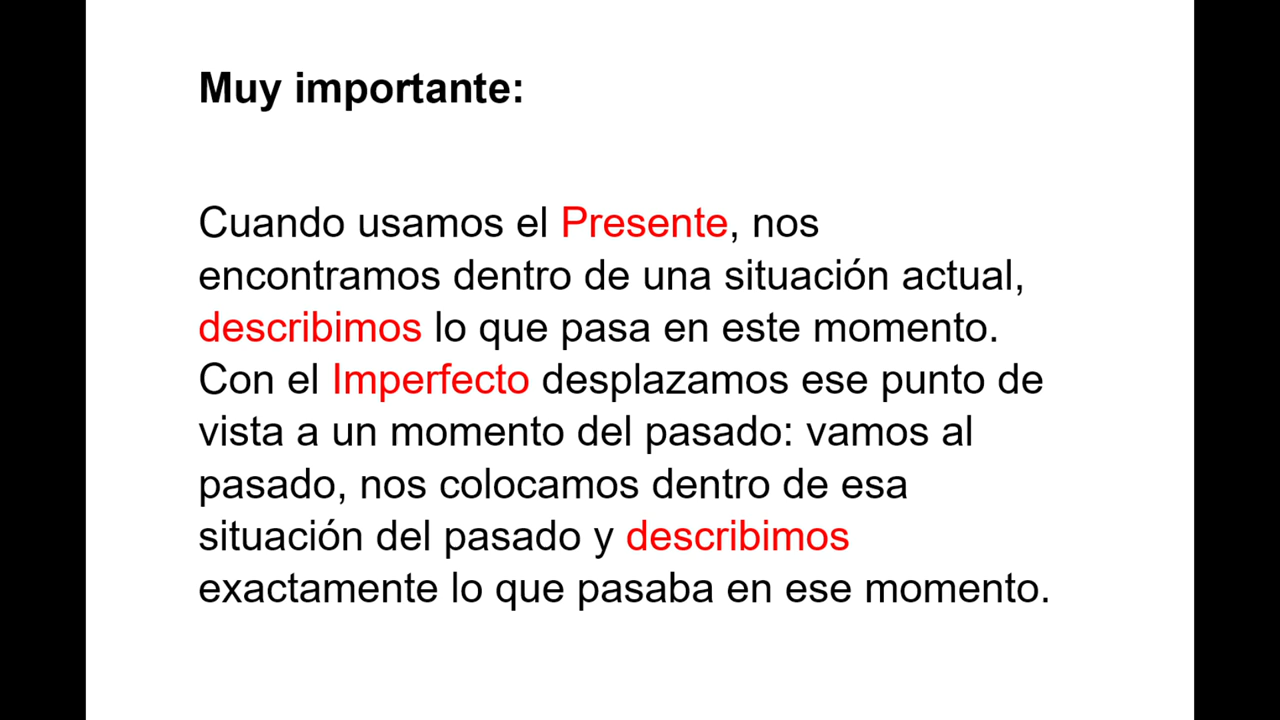 Muy importante:
Cuando usamos el Presente, nos
encontramos dentro de una situación actual,
describimos lo que pasa en este momento.
Con el Imperfecto desplazamos ese punto de
vista a un momento del pasado: vamos al
pasado, nos colocamos dentro de esa
situación del pasado y describimos
exactamente lo que pasaba en ese momento.